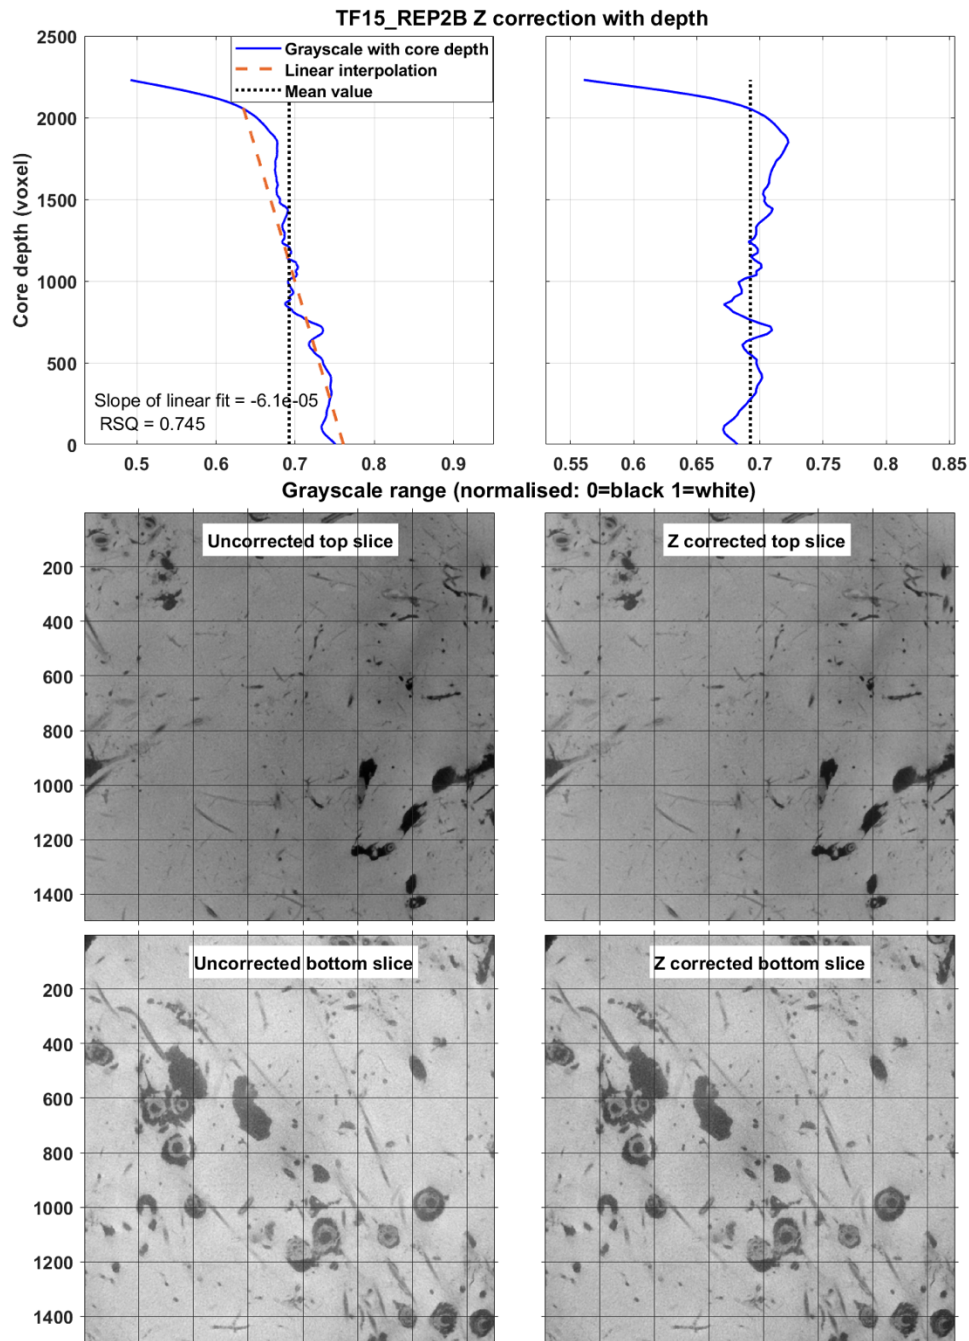 TF15_REP2B Z correction with depth
2500
2000
1500
1000
500
0
Core depth (voxel)
Grayscale with core depth
Linear interpolation
Mean value
Slope of linear fit = -6.1e-05
RSQ = 0.745
0.5 0.6 0.7 0.8 0.9
0.55 0.6 0.65 0.7 0.75 0.8 0.85
Grayscale range (normalised: 0=black 1=white)
Uncorrected top slice
Z corrected top slice
200
400
600
800
1000
1200
1400
Uncorrected bottom slice
Z corrected bottom slice
200
400
600
800
1000
1200
1400